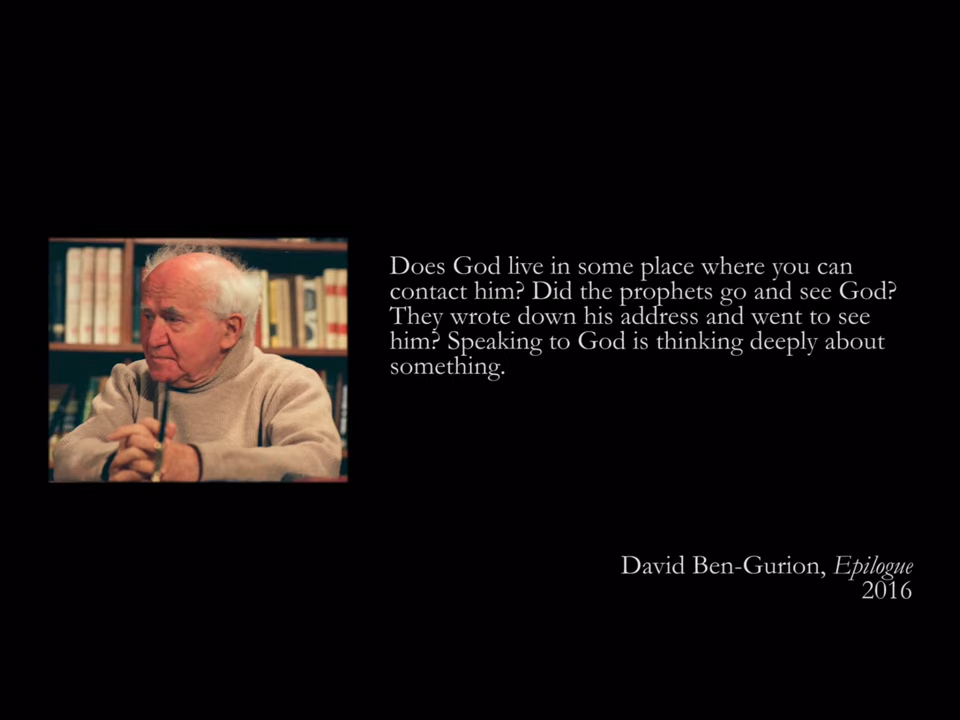 Does God live in some place where you can
contact him? Did the prophets go and see God?
They wrote down his address and went to see
him? Speaking to God is thinking deeply about
something.
David Ben-Gurion, Epilogue
2016